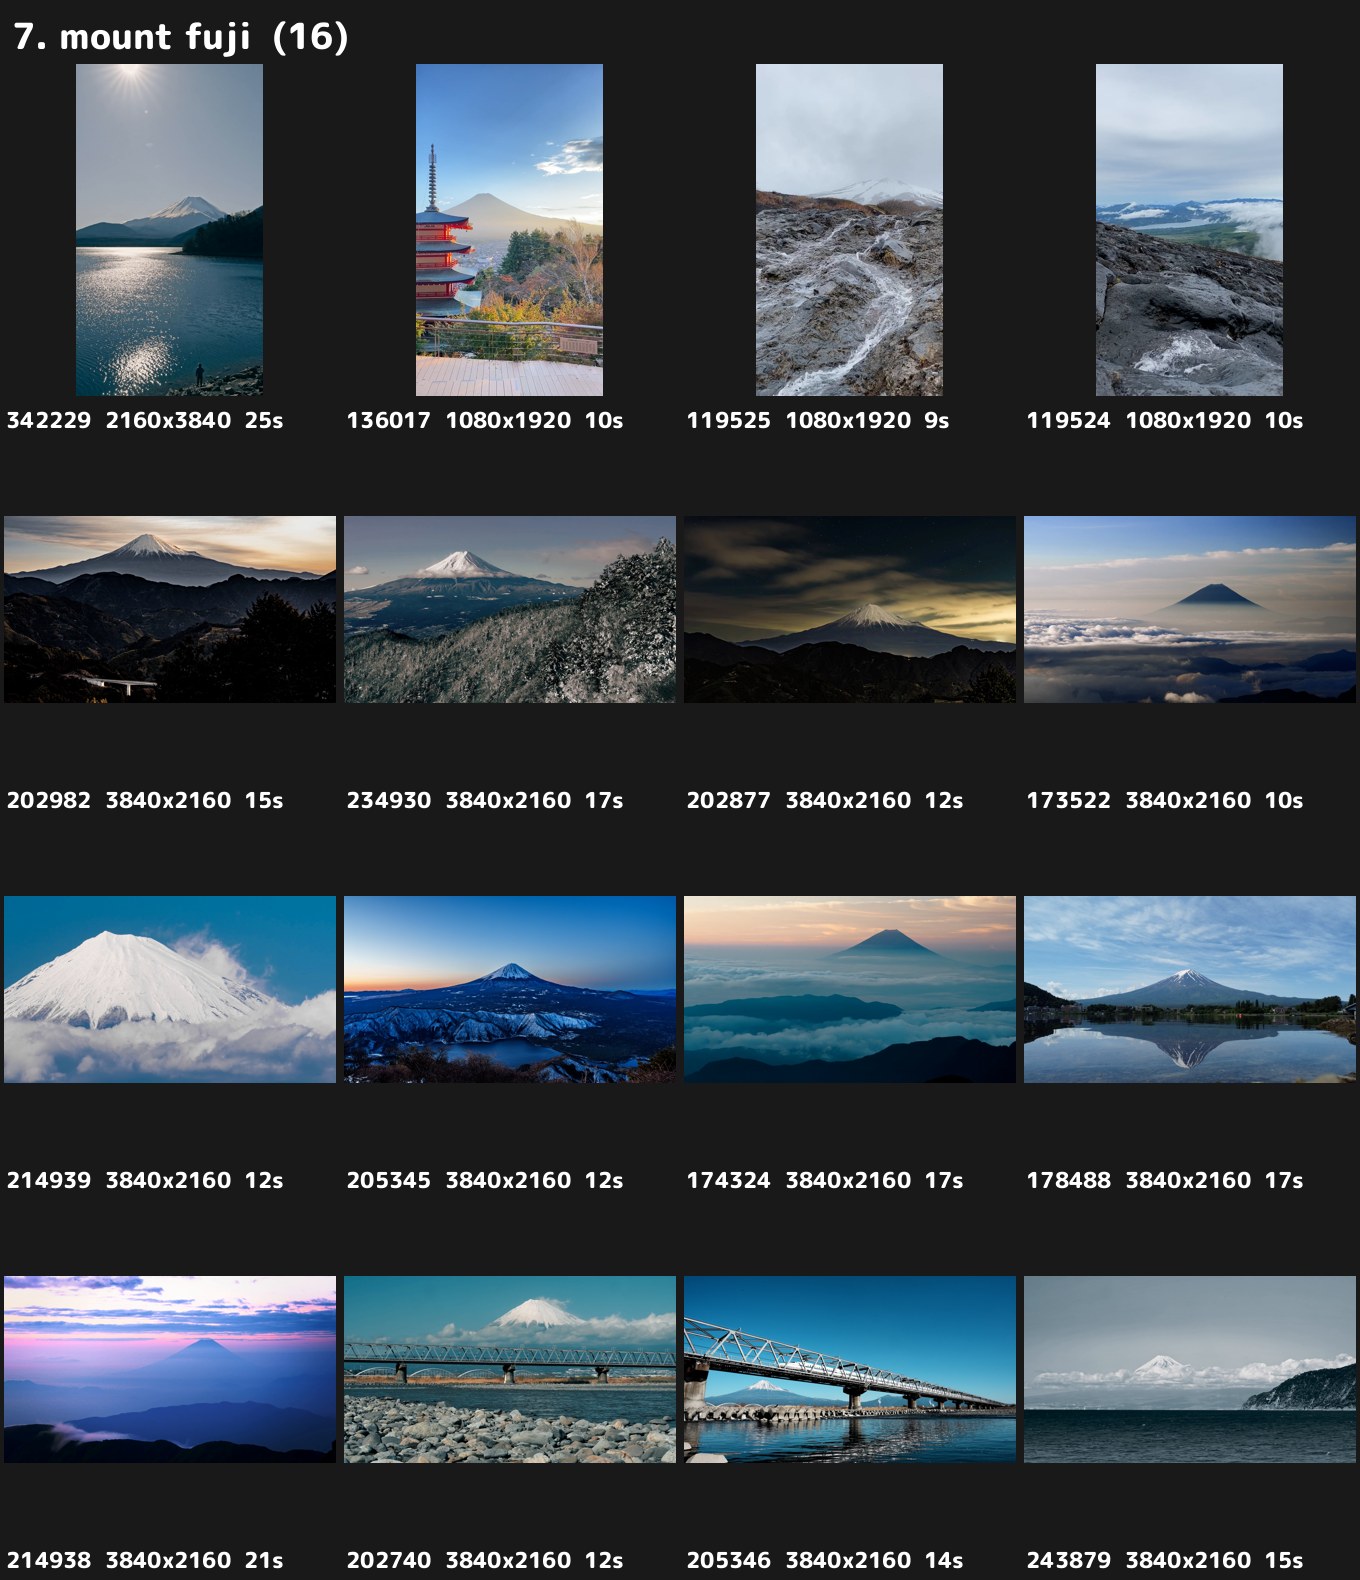 7. mount fuji (16)
342229 2160x3840 25s
136017 1080x1920 10s
119525 1080x1920 9s
119524 1080x1920 10s
202982 3840x2160 15s
234930 3840x2160 17s
202877 3840x2160 12s
173522 3840x2160 10s
214939 3840x2160 12s
205345 3840x2160 12s
174324 3840x2160 17s
178488 3840x2160 17s
214938 3840x2160 21s
202740 3840x2160 12s
205346 3840x2160 14s
243879 3840x2160 15s